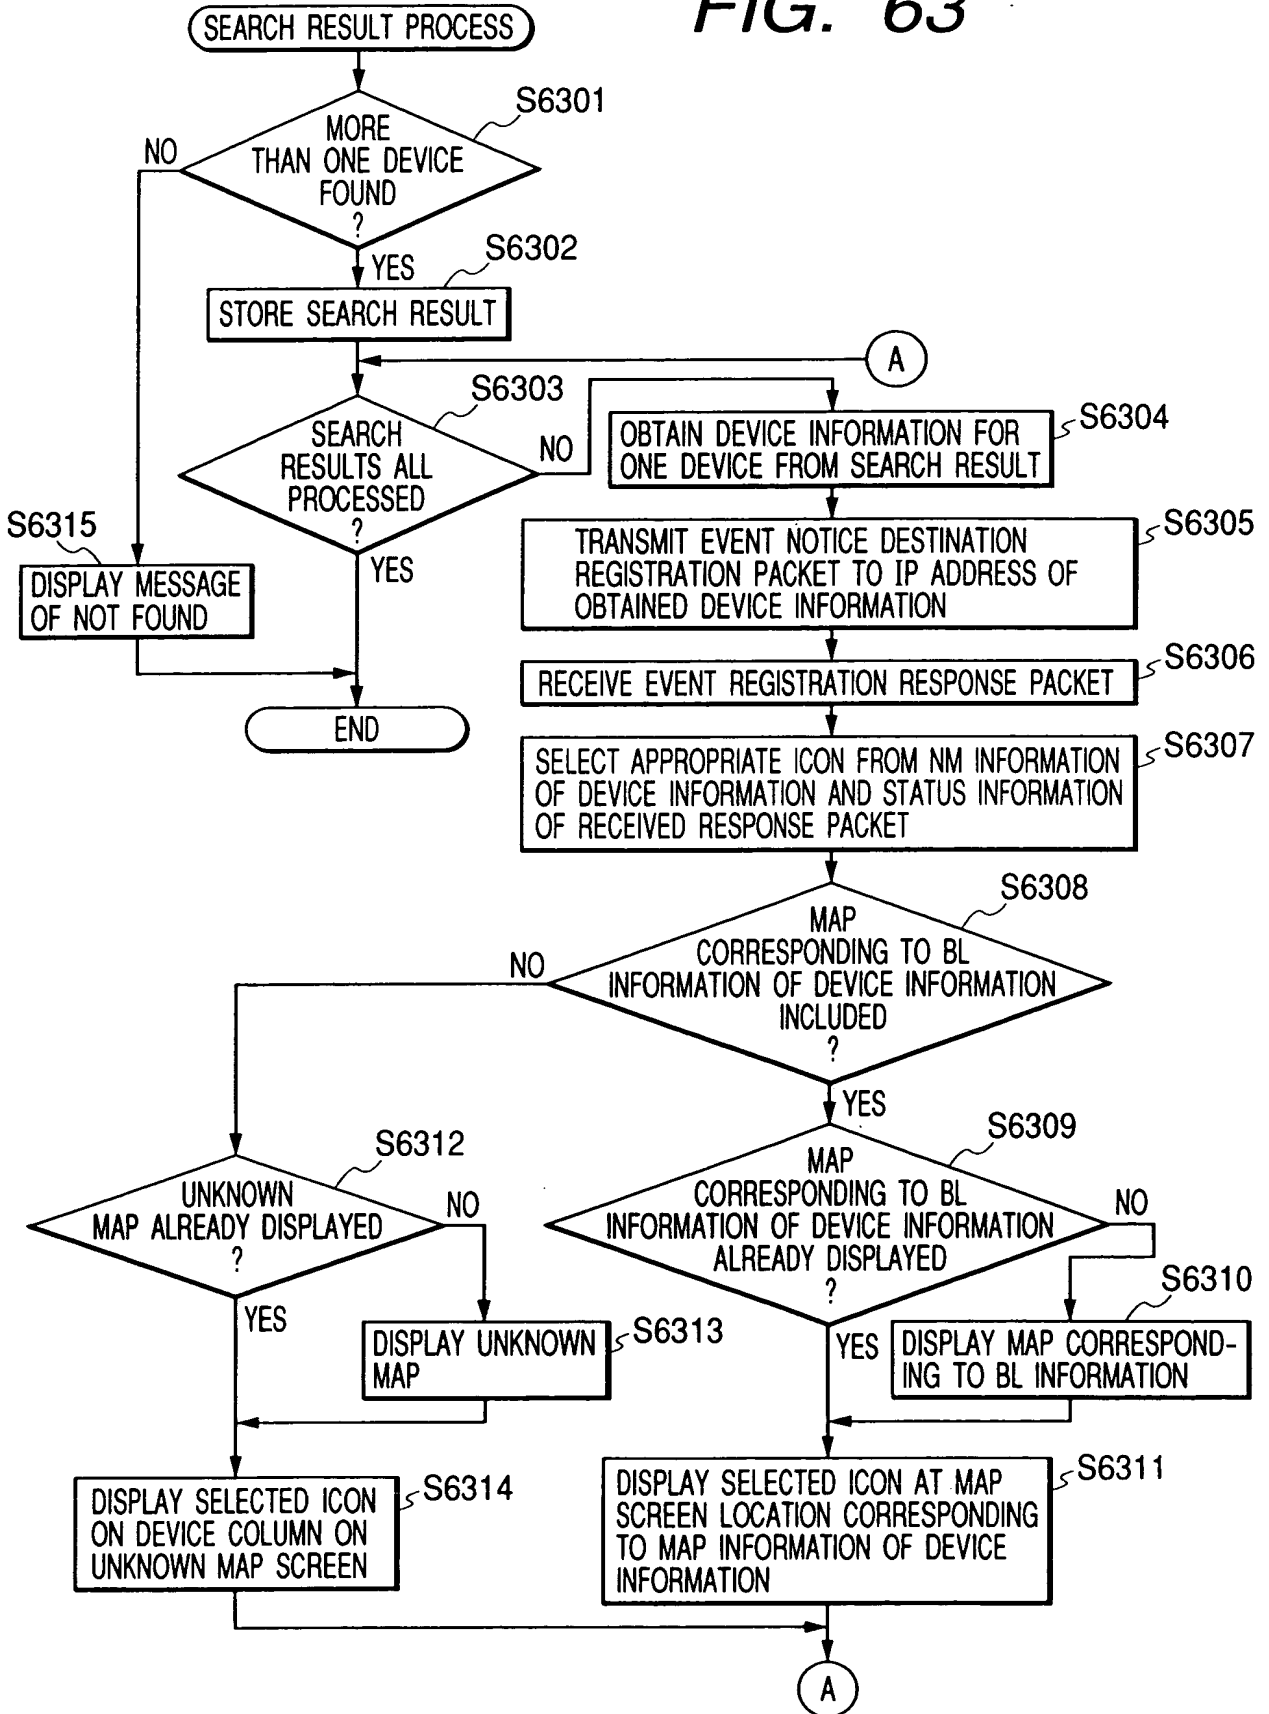 FIG. 63
SEARCH RESULT PROCESS
S6301
MORE
THAN ONE DEVICE
FOUND
?
NO
YES
S6302
STORE SEARCH RESULT
A
S6303
SEARCH
RESULTS ALL
PROCESSED
?
NO
YES
S6304
OBTAIN DEVICE INFORMATION FOR
ONE DEVICE FROM SEARCH RESULT
S6315
DISPLAY MESSAGE
OF NOT FOUND
END
S6305
TRANSMIT EVENT NOTICE DESTINATION
REGISTRATION PACKET TO IP ADDRESS OF
OBTAINED DEVICE INFORMATION
S6306
RECEIVE EVENT REGISTRATION RESPONSE PACKET
S6307
SELECT APPROPRIATE ICON FROM NM INFORMATION
OF DEVICE INFORMATION AND STATUS INFORMATION
OF RECEIVED RESPONSE PACKET
S6308
MAP
CORRESPONDING TO BL
INFORMATION OF DEVICE INFORMATION
INCLUDED
?
NO
YES
S6312
UNKNOWN
MAP ALREADY DISPLAYED
?
NO
YES
S6313
DISPLAY UNKNOWN
MAP
S6309
MAP
CORRESPONDING TO BL
INFORMATION OF DEVICE INFORMATION
ALREADY DISPLAYED
?
NO
YES
S6310
DISPLAY MAP CORRESPOND-
ING TO BL INFORMATION
S6314
DISPLAY SELECTED ICON
ON DEVICE COLUMN ON
UNKNOWN MAP SCREEN
S6311
DISPLAY SELECTED ICON AT MAP
SCREEN LOCATION CORRESPONDING
TO MAP INFORMATION OF DEVICE
INFORMATION
A